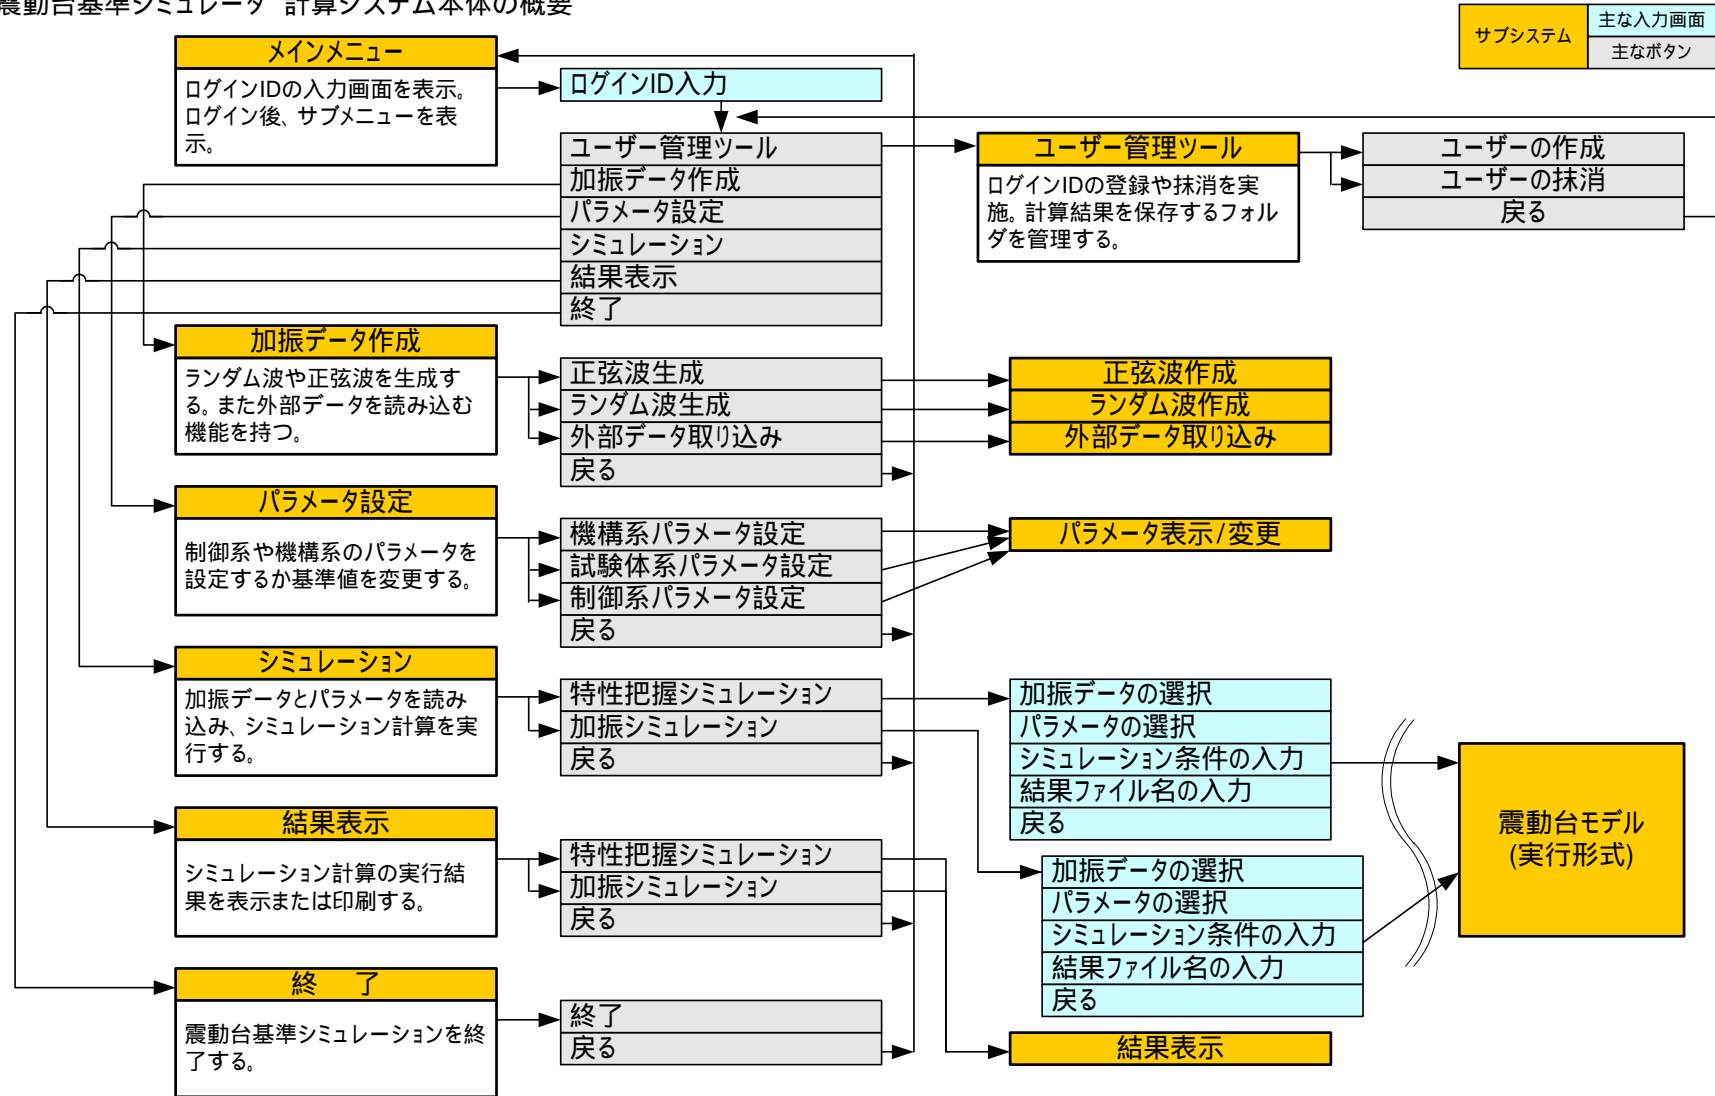 震動台基準シミュレータ 計算システム本体の概要
サブシステム
主な入力画面
主なボタン
メインメニュー
ログインIDの入力画面を表示。
ログイン後、サブメニューを表
示。
ログインID入力
ユーザー管理ツール
加振データ作成
パラメータ設定
シミュレーション
結果表示
終了
ユーザー管理ツール
ログインIDの登録や抹消を実
施。計算結果を保存するフォル
ダを管理する。
ユーザーの作成
ユーザーの抹消
戻る
加振データ作成
ランダム波や正弦波を生成す
る。また外部データを読み込む
機能を持つ。
正弦波生成
ランダム波生成
外部データ取り込み
戻る
正弦波作成
ランダム波作成
外部データ取り込み
パラメータ設定
制御系や機構系のパラメータを
設定するか基準値を変更する。
機構系パラメータ設定
試験体系パラメータ設定
制御系パラメータ設定
戻る
パラメータ表示/変更
シミュレーション
加振データとパラメータを読み
込み、シミュレーション計算を実
行する。
特性把握シミュレーション
加振シミュレーション
戻る
加振データの選択
パラメータの選択
シミュレーション条件の入力
結果ファイル名の入力
戻る
震動台モデル
(実行形式)
結果表示
シミュレーション計算の実行結
果を表示または印刷する。
特性把握シミュレーション
加振シミュレーション
戻る
加振データの選択
パラメータの選択
シミュレーション条件の入力
結果ファイル名の入力
戻る
終 了
震動台基準シミュレーションを終
了する。
終了
戻る
結果表示